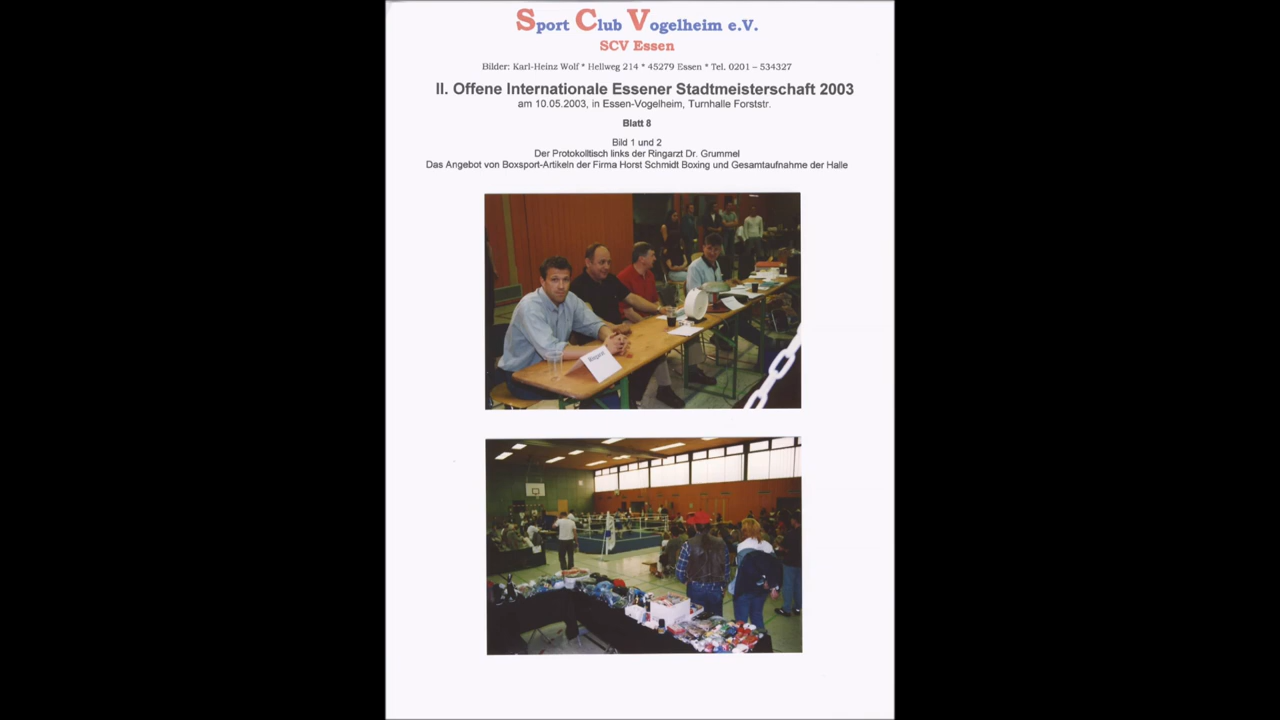 Sport Club Vogelheim e.V.
SCV Essen
Bilder: Karl-Heinz Wolf * Hellweg 214 * 45279 Essen * Tel. 0201 – 534327
II. Offene Internationale Essener Stadtmeisterschaft 2003
am 10.05.2003, in Essen-Vogelheim, Turnhalle Forststr.
Blatt 8
Bild 1 und 2
Der Protokolltisch links der Ringarzt Dr. Grummel
Das Angebot von Boxsport-Artikeln der Firma Horst Schmidt Boxing und Gesamtaufnahme der Halle
Ringarzt